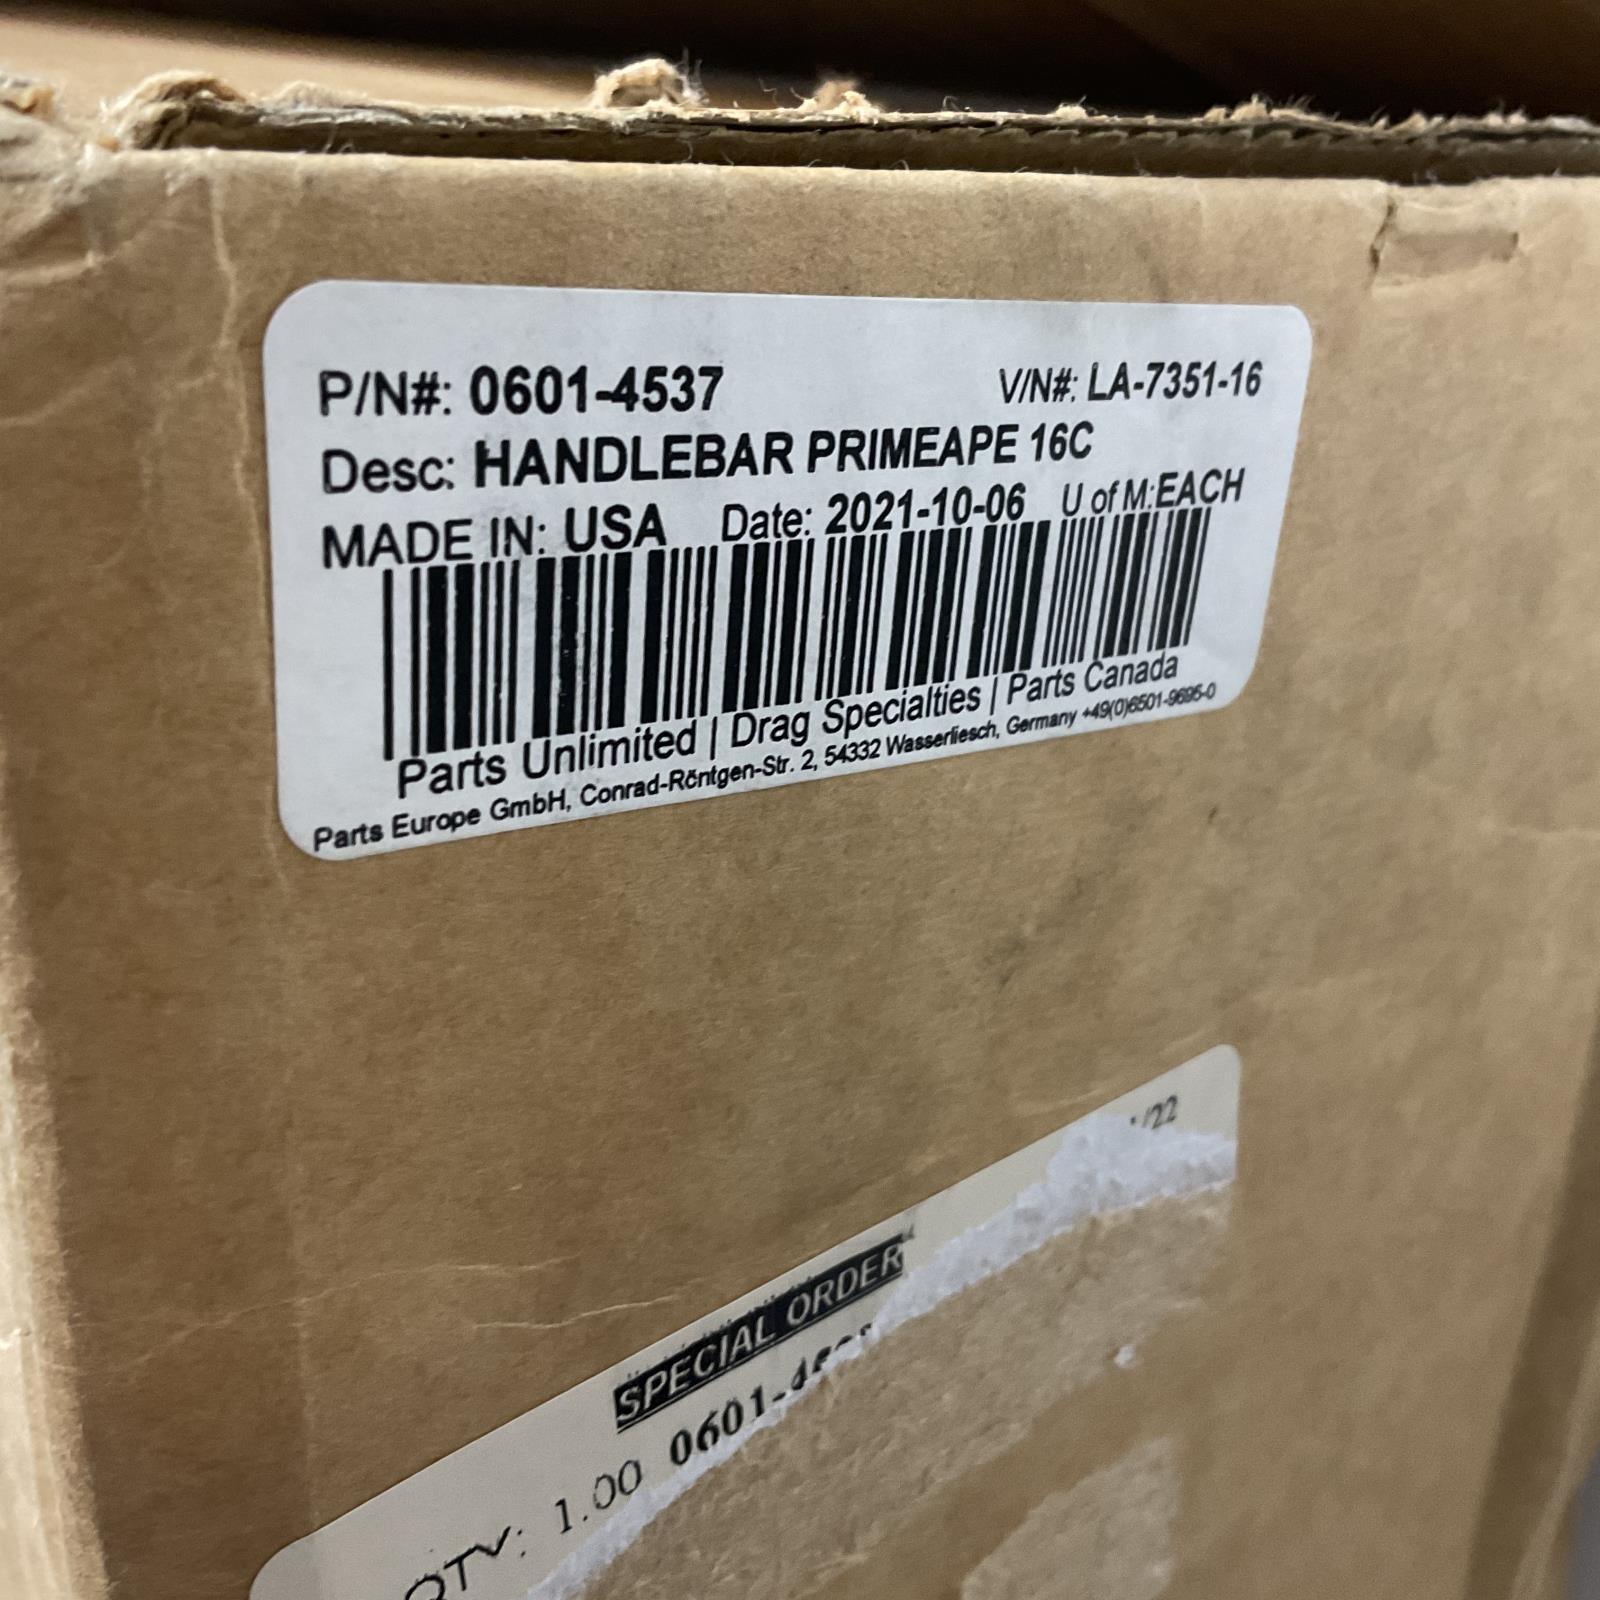 P/N#: 0601-4537 V/N#: LA-7351-16
Desc: HANDLEBAR PRIMEAPE 16C
MADE IN: USA Date: 2021-10-06 U of M:EACH
Parts Unlimited | Drag Specialties | Parts Canada
Parts Europe GmbH, Conrad-Röntgen-Str. 2, 54332 Wasserliesch, Germany +49(0)6501-9695-0
/22
SPECIAL ORDER
QTY: 1.00 0601-45